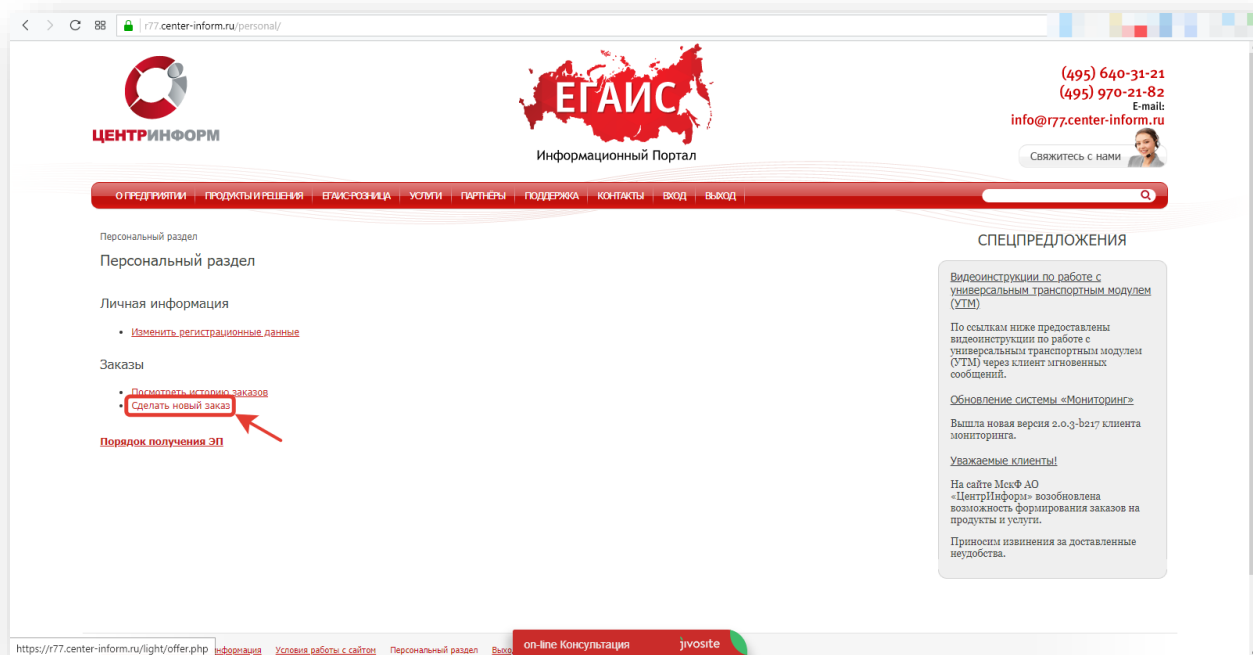 r77.center-inform.ru/personal/
ЦЕНТРИНФОРМ
ЕГАИС
Информационный Портал
(495) 640-31-21
(495) 970-21-82
E-mail:
info@r77.center-inform.ru
Свяжитесь с нами
О ПРЕДПРИЯТИИ ПРОДУКТЫ И РЕШЕНИЯ ЕГАИС-РОЗНИЦА УСЛУГИ ПАРТНЁРЫ ПОДДЕРЖКА КОНТАКТЫ ВХОД ВЫХОД
Персональный раздел
Персональный раздел
Личная информация
• Изменить регистрационные данные
Заказы
• Посмотреть историю заказов
• Сделать новый заказ
Порядок получения ЭП
СПЕЦПРЕДЛОЖЕНИЯ
Видеоинструкции по работе с
универсальным транспортным модулем
(УТМ)
По ссылкам ниже предоставлены
видеоинструкции по работе с
универсальным транспортным модулем
(УТМ) через клиент мгновенных
сообщений.
Обновление системы «Мониторинг»
Вышла новая версия 2.0.3-b217 клиента
мониторинга.
Уважаемые клиенты!
На сайте МскФ АО
«ЦентрИнформ» возобновлена
возможность формирования заказов на
продукты и услуги.
Приносим извинения за доставленные
неудобства.
https://r77.center-inform.ru/light/offer.php Условия работы с сайтом Персональный раздел
on-line Консультация jivosite